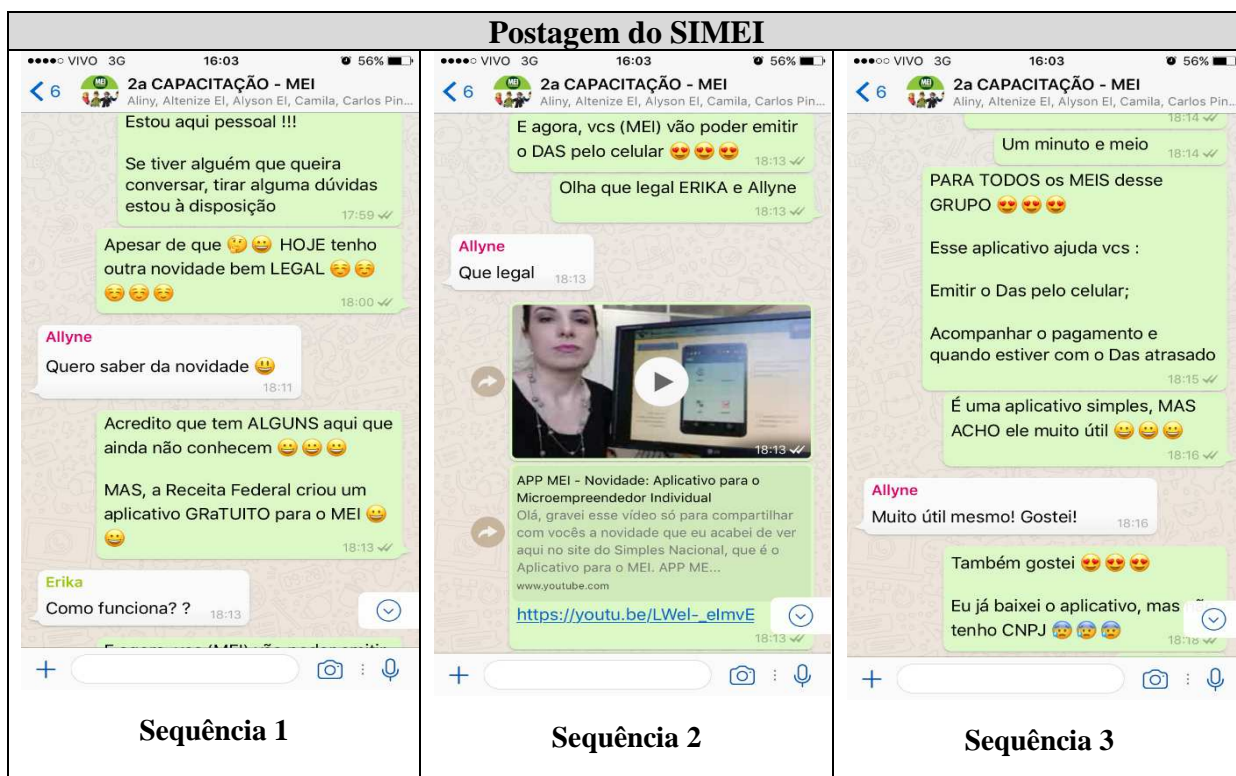 Postagem do SIMEI
VIVO 3G 16:03 56%
6 2a CAPACITAÇÃO - MEI
Aliny, Altenize El, Alyson El, Camila, Carlos Pin...
Estou aqui pessoal !!!
Se tiver alguém que queira
conversar, tirar alguma dúvidas
estou à disposição
17:59
Apesar de que 🤔 😀 HOJE tenho
outra novidade bem LEGAL ☺️ ☺️
☺️ ☺️ ☺️
18:00
Allyne
Quero saber da novidade 😃
18:11
Acredito que tem ALGUNS aqui que
ainda não conhecem 😀 😀 😀
MAS, a Receita Federal criou um
aplicativo GRaTUITO para o MEI 😀
😀
18:13
Erika
Como funciona? ?
18:13
E agora, vcs (MEI) vão poder emitir
Sequência 1
VIVO 3G 16:03 56%
6 2a CAPACITAÇÃO - MEI
Aliny, Altenize El, Alyson El, Camila, Carlos Pin...
E agora, vcs (MEI) vão poder emitir
o DAS pelo celular 😍 😍 😍
18:13
Olha que legal ERIKA e Allyne
18:13
Allyne
Que legal
18:13
18:13
APP MEI - Novidade: Aplicativo para o
Microempreendedor Individual
Olá, gravei esse vídeo só para compartilhar
com vocês a novidade que eu acabei de ver
aqui no site do Simples Nacional, que é o
Aplicativo para o MEI. APP ME...
www.youtube.com
https://youtu.be/LWel-_eImvE
18:13
Sequência 2
VIVO 3G 16:03 56%
6 2a CAPACITAÇÃO - MEI
Aliny, Altenize El, Alyson El, Camila, Carlos Pin...
18:14
Um minuto e meio
18:14
PARA TODOS os MEIS desse
GRUPO 😍 😍 😍
Esse aplicativo ajuda vcs :
Emitir o Das pelo celular;
Acompanhar o pagamento e
quando estiver com o Das atrasado
18:15
É uma aplicativo simples, MAS
ACHO ele muito útil 😀 😀 😀
18:16
Allyne
Muito útil mesmo! Gostei!
18:16
Também gostei 😍 😍 😍
Eu já baixei o aplicativo, mas
tenho CNPJ 😰 😰 😰
18:18
Sequência 3